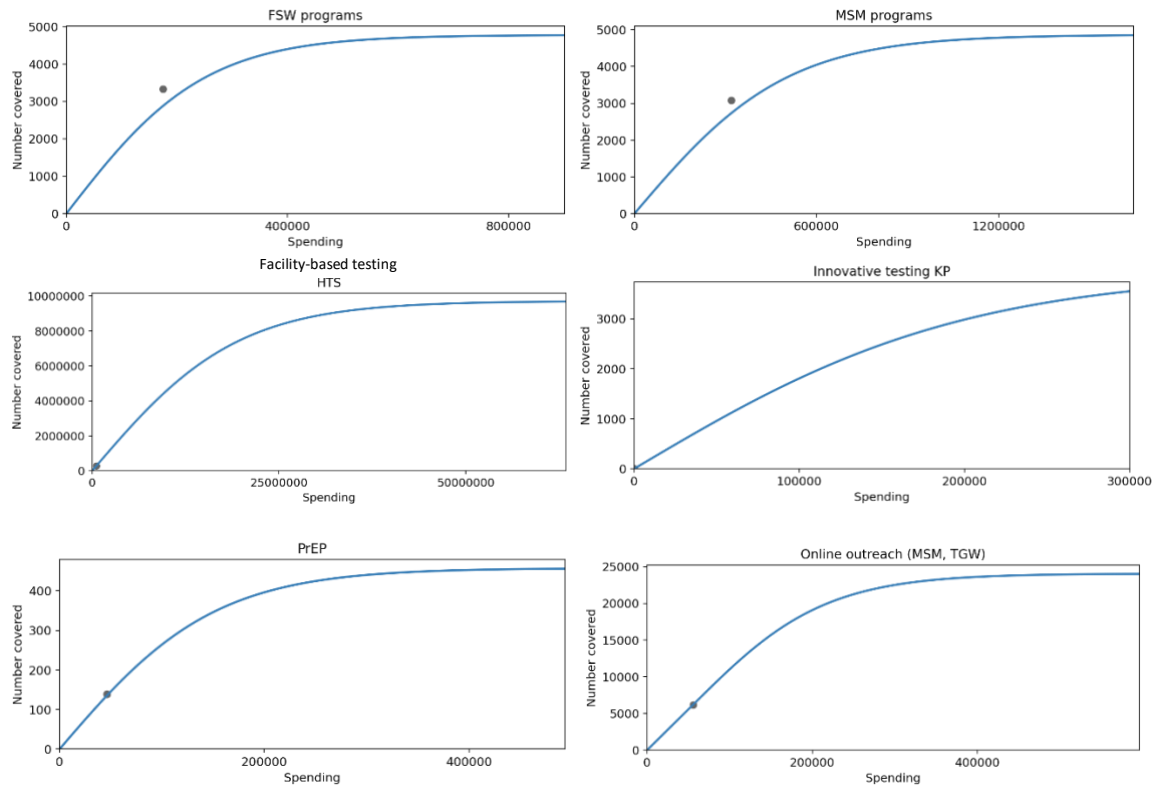 FSW programs
5000
4000
3000
2000
1000
0
Number covered
0 400000 800000
Spending
MSM programs
5000
4000
3000
2000
1000
0
Number covered
0 600000 1200000
Spending
Facility-based testing
HTS
10000000
8000000
6000000
4000000
2000000
0
Number covered
0 25000000 50000000
Spending
Innovative testing KP
3000
2000
1000
0
Number covered
0 100000 200000 300000
Spending
PrEP
400
300
200
100
0
Number covered
0 200000 400000
Spending
Online outreach (MSM, TGW)
25000
20000
15000
10000
5000
0
Number covered
0 200000 400000
Spending